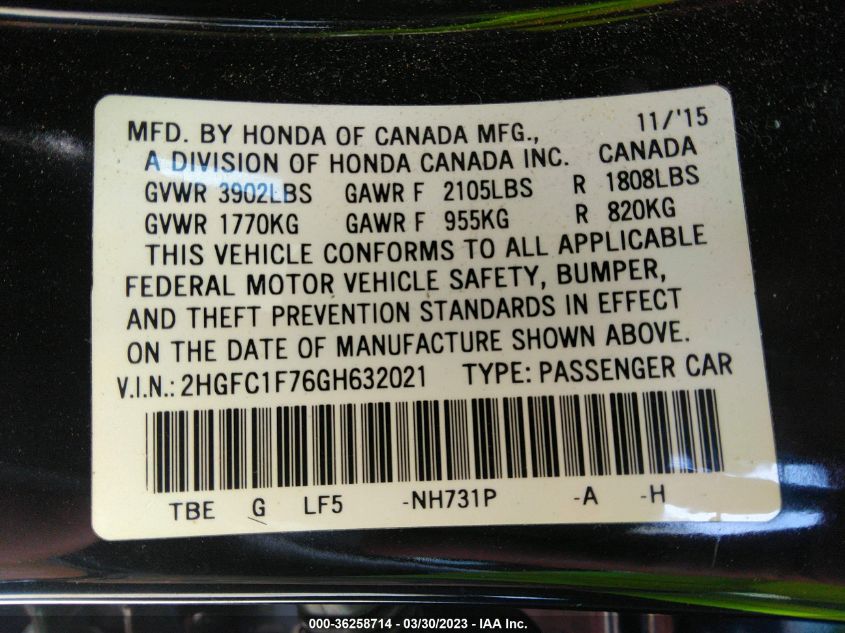 MFD. BY HONDA OF CANADA MFG., 11/'15
A DIVISION OF HONDA CANADA INC. CANADA
GVWR 3902LBS GAWR F 2105LBS R 1808LBS
GVWR 1770KG GAWR F 955KG R 820KG
THIS VEHICLE CONFORMS TO ALL APPLICABLE
FEDERAL MOTOR VEHICLE SAFETY, BUMPER,
AND THEFT PREVENTION STANDARDS IN EFFECT
ON THE DATE OF MANUFACTURE SHOWN ABOVE.
V.I.N.: 2HGFC1F76GH632021 TYPE: PASSENGER CAR
TBE G LF5 -NH731P -A -H
000-36258714 - 03/30/2023 - IAA Inc.